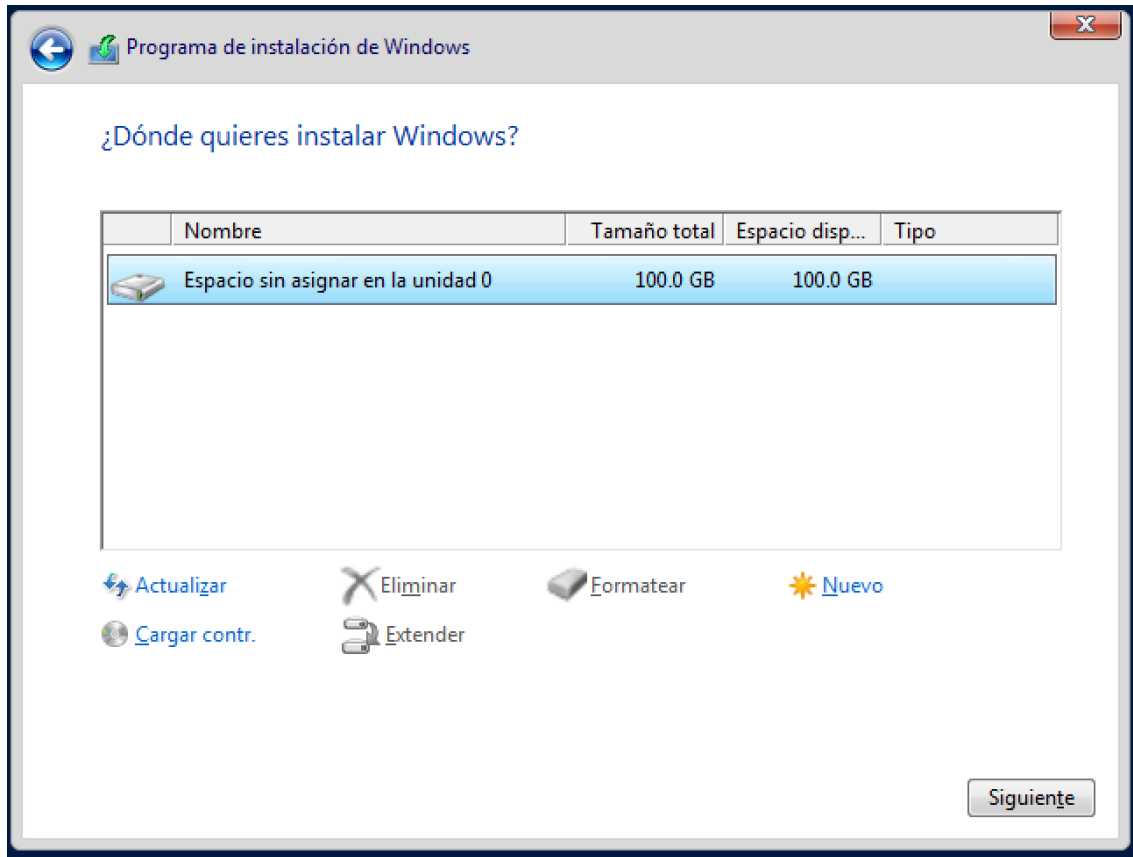 Programa de instalación de Windows
¿Dónde quieres instalar Windows?
Nombre Tamaño total Espacio disp... Tipo
Espacio sin asignar en la unidad 0 100.0 GB 100.0 GB
Actualizar Eliminar Formatear Nuevo
Cargar contr. Extender
Siguiente